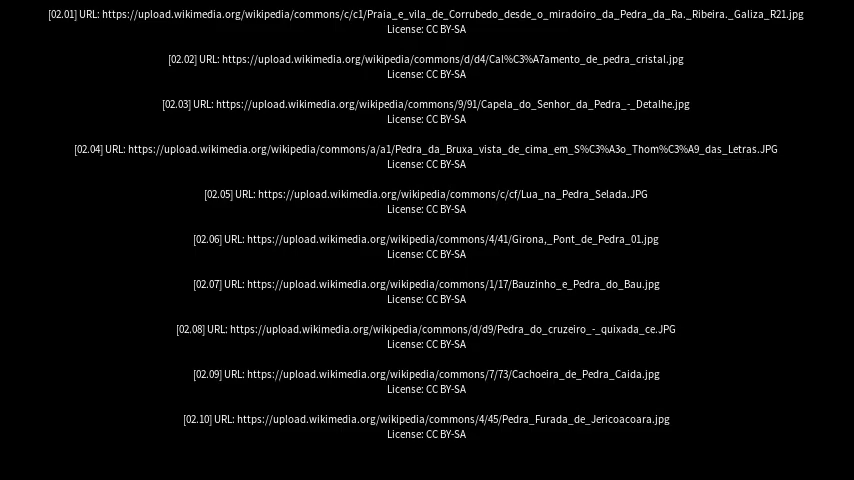 [02.01] URL: https://upload.wikimedia.org/wikipedia/commons/c/c1/Praia_e_vila_de_Corrubedo_desde_o_miradoiro_da_Pedra_da_Ra._Ribeira._Galiza_R21.jpg
License: CC BY-SA
[02.02] URL: https://upload.wikimedia.org/wikipedia/commons/d/d4/Cal%C3%A7amento_de_pedra_cristal.jpg
License: CC BY-SA
[02.03] URL: https://upload.wikimedia.org/wikipedia/commons/9/91/Capela_do_Senhor_da_Pedra_-_Detalhe.jpg
License: CC BY-SA
[02.04] URL: https://upload.wikimedia.org/wikipedia/commons/a/a1/Pedra_da_Bruxa_vista_de_cima_em_S%C3%A3o_Thom%C3%A9_das_Letras.JPG
License: CC BY-SA
[02.05] URL: https://upload.wikimedia.org/wikipedia/commons/c/cf/Lua_na_Pedra_Selada.JPG
License: CC BY-SA
[02.06] URL: https://upload.wikimedia.org/wikipedia/commons/4/41/Girona,_Pont_de_Pedra_01.jpg
License: CC BY-SA
[02.07] URL: https://upload.wikimedia.org/wikipedia/commons/1/17/Bauzinho_e_Pedra_do_Bau.jpg
License: CC BY-SA
[02.08] URL: https://upload.wikimedia.org/wikipedia/commons/d/d9/Pedra_do_cruzeiro_-_quixada_ce.JPG
License: CC BY-SA
[02.09] URL: https://upload.wikimedia.org/wikipedia/commons/7/73/Cachoeira_de_Pedra_Caida.jpg
License: CC BY-SA
[02.10] URL: https://upload.wikimedia.org/wikipedia/commons/4/45/Pedra_Furada_de_Jericoacoara.jpg
License: CC BY-SA